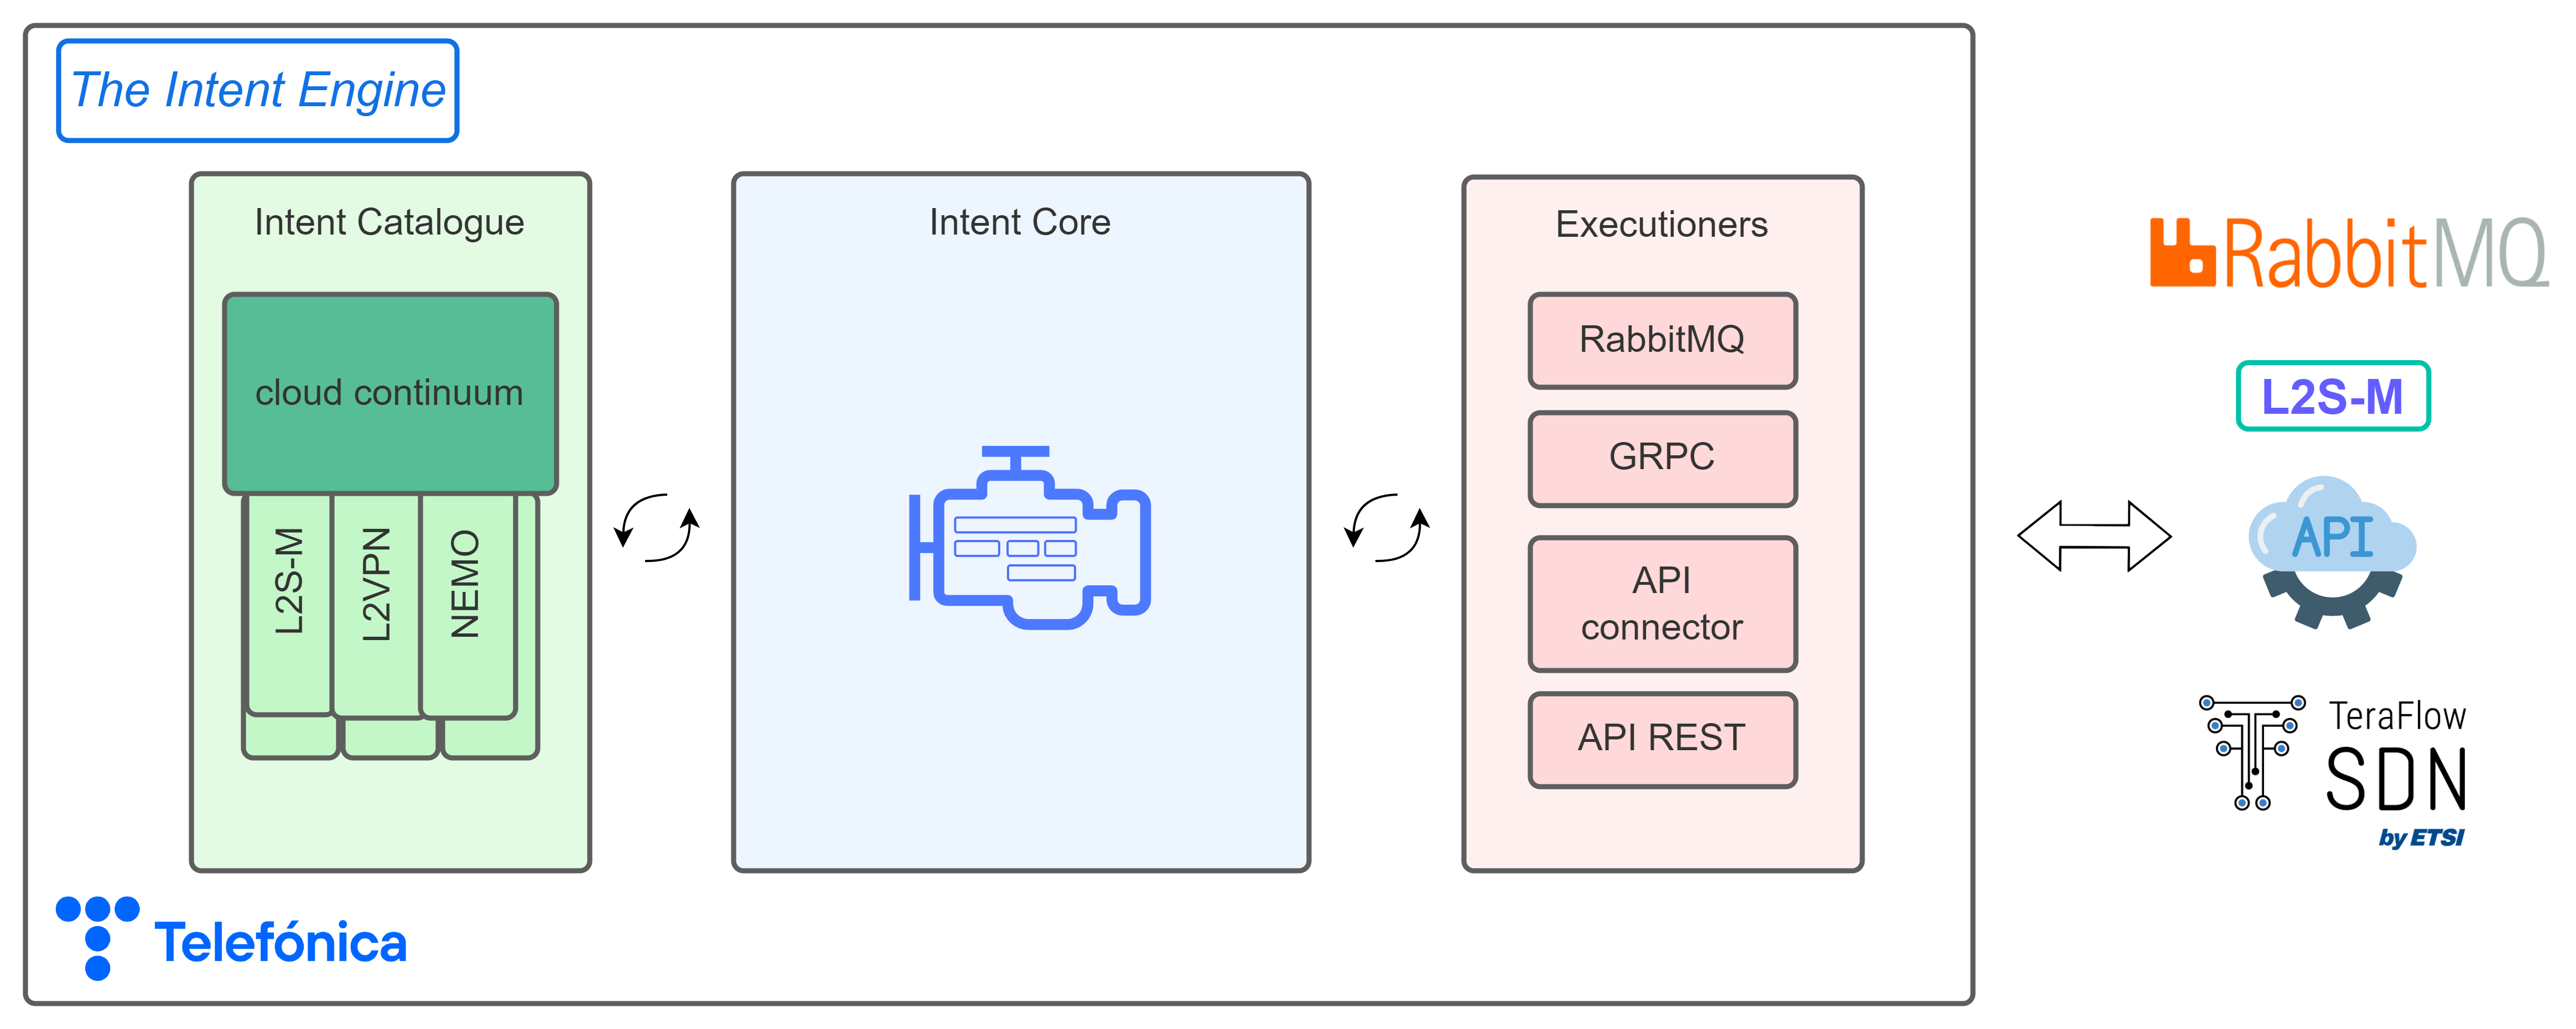 The Intent Engine
Intent Catalogue
cloud continuum
L2S-M
L2VPN
NEMO
Intent Core
Executioners
RabbitMQ
GRPC
API
connector
API REST
Telefónica
RabbitMQ
L2S-M
API
TeraFlow
SDN
by ETSI